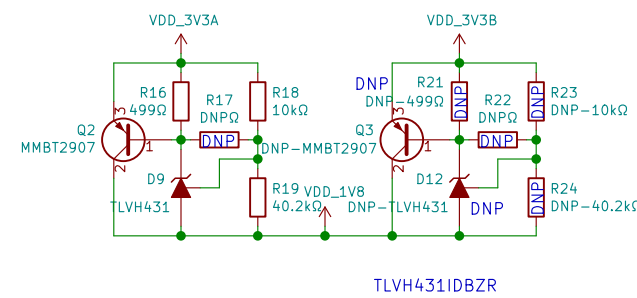 VDD_3V3A
VDD_3V3B
R16
499Ω
R17
DNPΩ
DNP
R18
10kΩ
Q2
MMBT2907
3
1
2
D9
TLVH431
R19
40.2kΩ
VDD_1V8
DNP
R21
DNP-499Ω
DNP
R22
DNPΩ
DNP
R23
DNP-10kΩ
DNP
Q3
DNP-MMBT2907
3
1
2
D12
DNP-TLVH431
DNP
R24
DNP-40.2kΩ
DNP
TLVH431IDBZR